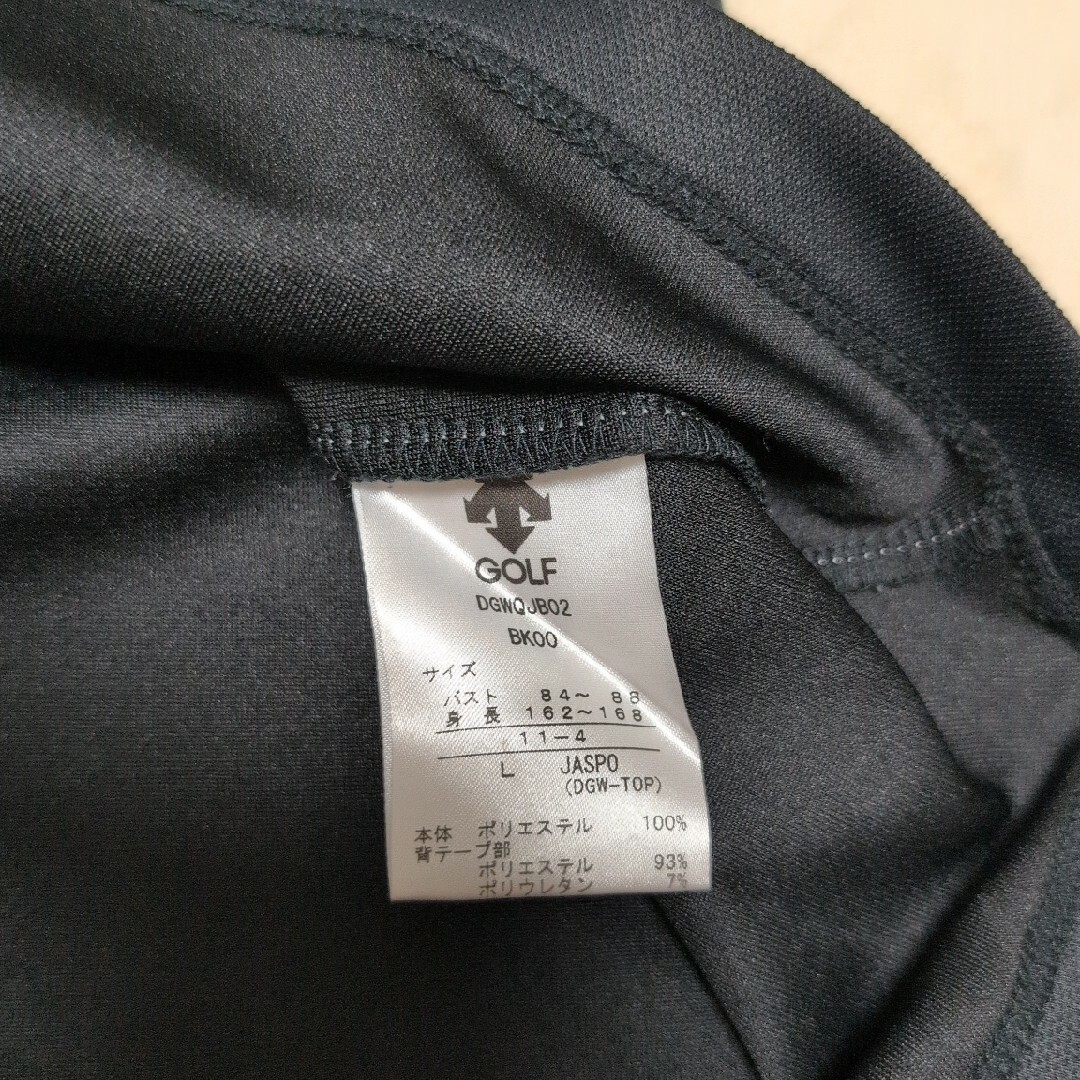 GOLF
DGWQJB02
BK00
サイズ
バスト 84～ 88
身 長 162～168
11-4
L JASPO
(DGW-TOP)
本体 ポリエステル 100%
背テープ部
ポリエステル 93%
ポリウレタン 7%